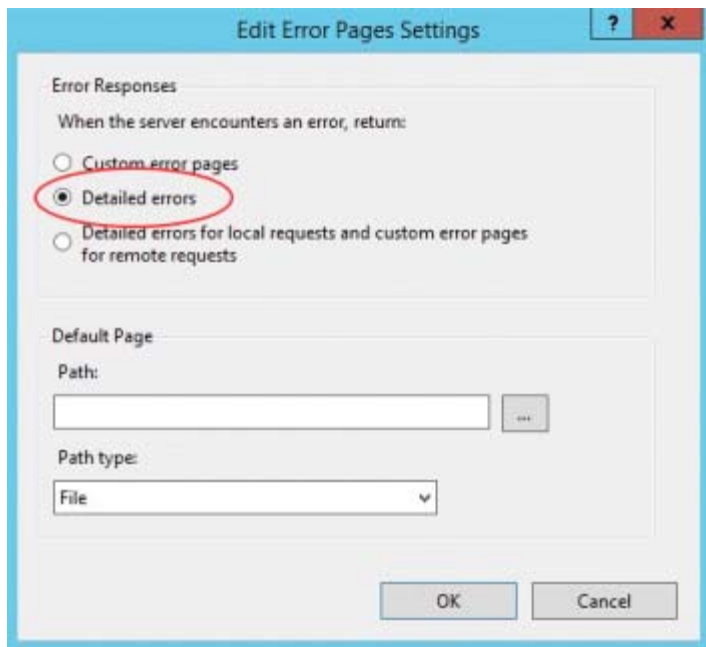 Edit Error Pages Settings
? x
Error Responses
When the server encounters an error, return:
Custom error pages
Detailed errors
Detailed errors for local requests and custom error pages
for remote requests
Default Page
Path:
...
Path type:
File
OK Cancel